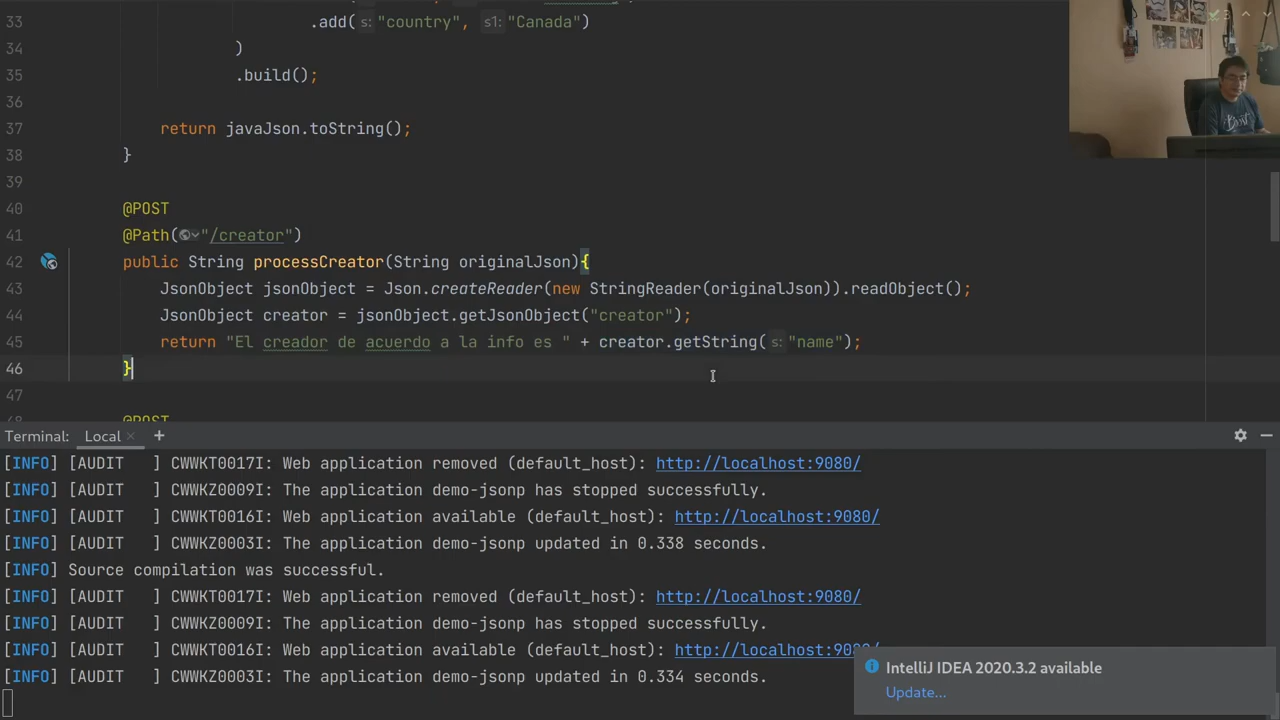 33 .add( s: "country", s1: "Canada")
34 )
35 .build();
36
37 return javaJson.toString();
38 }
39
40 @POST
41 @Path( "/creator")
42 public String processCreator(String originalJson){
43 JsonObject jsonObject = Json.createReader(new StringReader(originalJson)).readObject();
44 JsonObject creator = jsonObject.getJsonObject("creator");
45 return "El creador de acuerdo a la info es " + creator.getString( s: "name");
46 }
47
48 @POST
Terminal: Local × +
[INFO] [AUDIT ] CWWKT0017I: Web application removed (default_host): http://localhost:9080/
[INFO] [AUDIT ] CWWKZ0009I: The application demo-jsonp has stopped successfully.
[INFO] [AUDIT ] CWWKT0016I: Web application available (default_host): http://localhost:9080/
[INFO] [AUDIT ] CWWKZ0003I: The application demo-jsonp updated in 0.338 seconds.
[INFO] Source compilation was successful.
[INFO] [AUDIT ] CWWKT0017I: Web application removed (default_host): http://localhost:9080/
[INFO] [AUDIT ] CWWKZ0009I: The application demo-jsonp has stopped successfully.
[INFO] [AUDIT ] CWWKT0016I: Web application available (default_host): http://localhost:9080/
[INFO] [AUDIT ] CWWKZ0003I: The application demo-jsonp updated in 0.334 seconds.
IntelliJ IDEA 2020.3.2 available
Update...